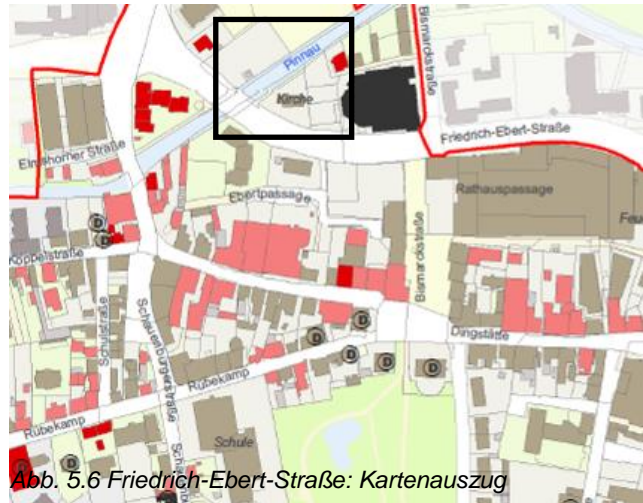 Bismarckstraße
Pinnau
Kirche
Friedrich-Ebert-Straße
Elmshorner Straße
Ebertpassage
Rathauspassage
Feu
D
D
Koppelstraße
Bismarckstraße
Schulstraße
Schauenburgerstraße
D
D
Dingstätte
D
D
D
Rübekamp
Rübekamp
Schule
D
Abb. 5.6 Friedrich-Ebert-Straße: Kartenauszug